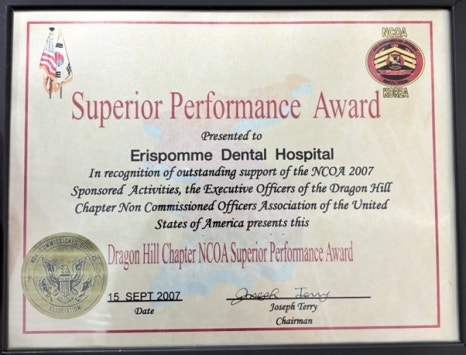 NCOA
KOREA
Superior Performance Award
Presented to
Erispomme Dental Hospital
In recognition of outstanding support of the NCOA 2007
Sponsored Activities, the Executive Officers of the Dragon Hill
Chapter Non Commissioned Officers Association of the United
States of America presents this
Dragon Hill Chapter NCOA Superior Performance Award
15 SEPT 2007
Joseph Terry
Date
Joseph Terry
Chairman
ASSOCIATION